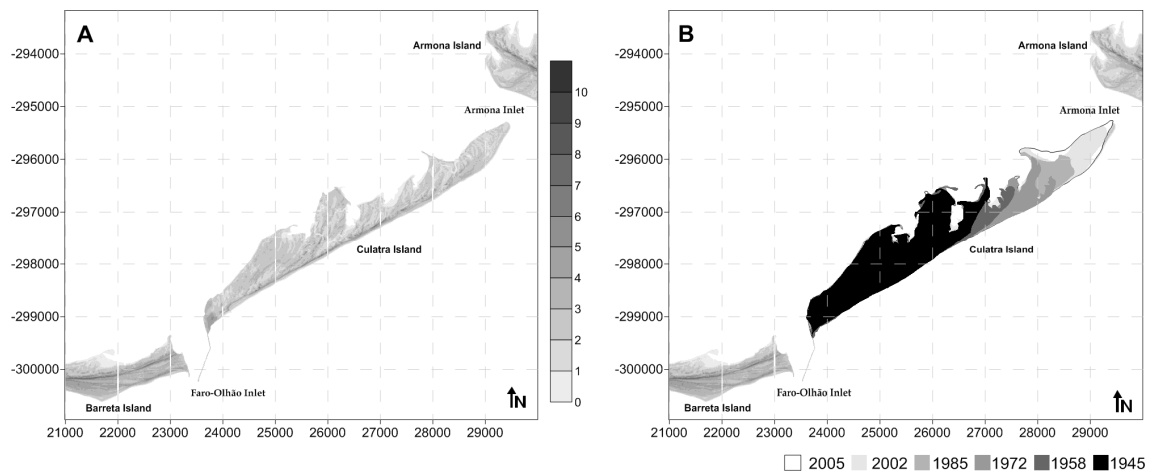 A
B
Armona Island
Armona Island
-294000
-294000
-295000
-295000
Armona Inlet
Armona Inlet
-296000
-296000
-297000
-297000
Culatra Island
Culatra Island
-298000
-298000
-299000
-299000
-300000
-300000
Faro-Olhão Inlet
Faro-Olhão Inlet
Barreta Island
Barreta Island
N
N
10
9
8
7
6
5
4
3
2
1
0
21000 22000 23000 24000 25000 26000 27000 28000 29000
21000 22000 23000 24000 25000 26000 27000 28000 29000
2005 2002 1985 1972 1958 1945